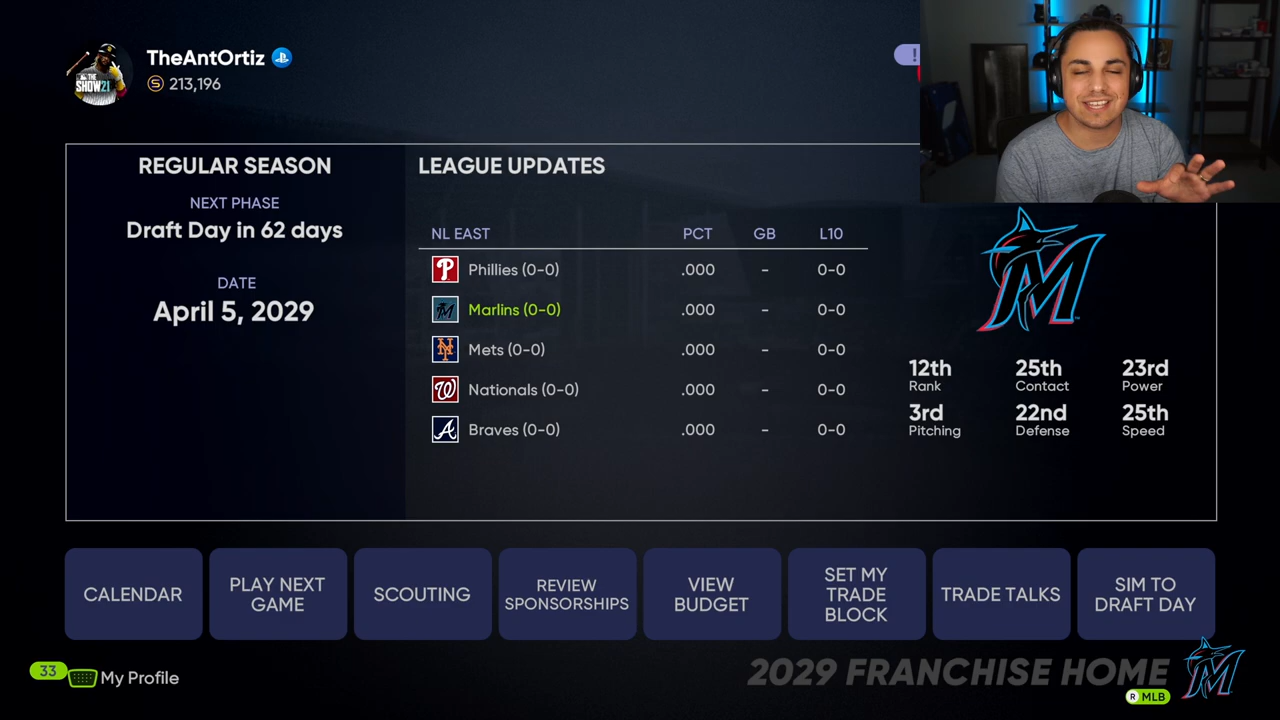 TheAntOrtiz
213,196
THE SHOW 21
!
REGULAR SEASON
NEXT PHASE
Draft Day in 62 days
DATE
April 5, 2029
LEAGUE UPDATES
NL EAST PCT GB L10
Phillies (0-0) .000 - 0-0
Marlins (0-0) .000 - 0-0
Mets (0-0) .000 - 0-0
Nationals (0-0) .000 - 0-0
Braves (0-0) .000 - 0-0
12th 25th 23rd
Rank Contact Power
3rd 22nd 25th
Pitching Defense Speed
CALENDAR
PLAY NEXT
GAME
SCOUTING
REVIEW
SPONSORSHIPS
VIEW
BUDGET
SET MY
TRADE
BLOCK
TRADE TALKS
SIM TO
DRAFT DAY
33 My Profile
2029 FRANCHISE HOME
R MLB